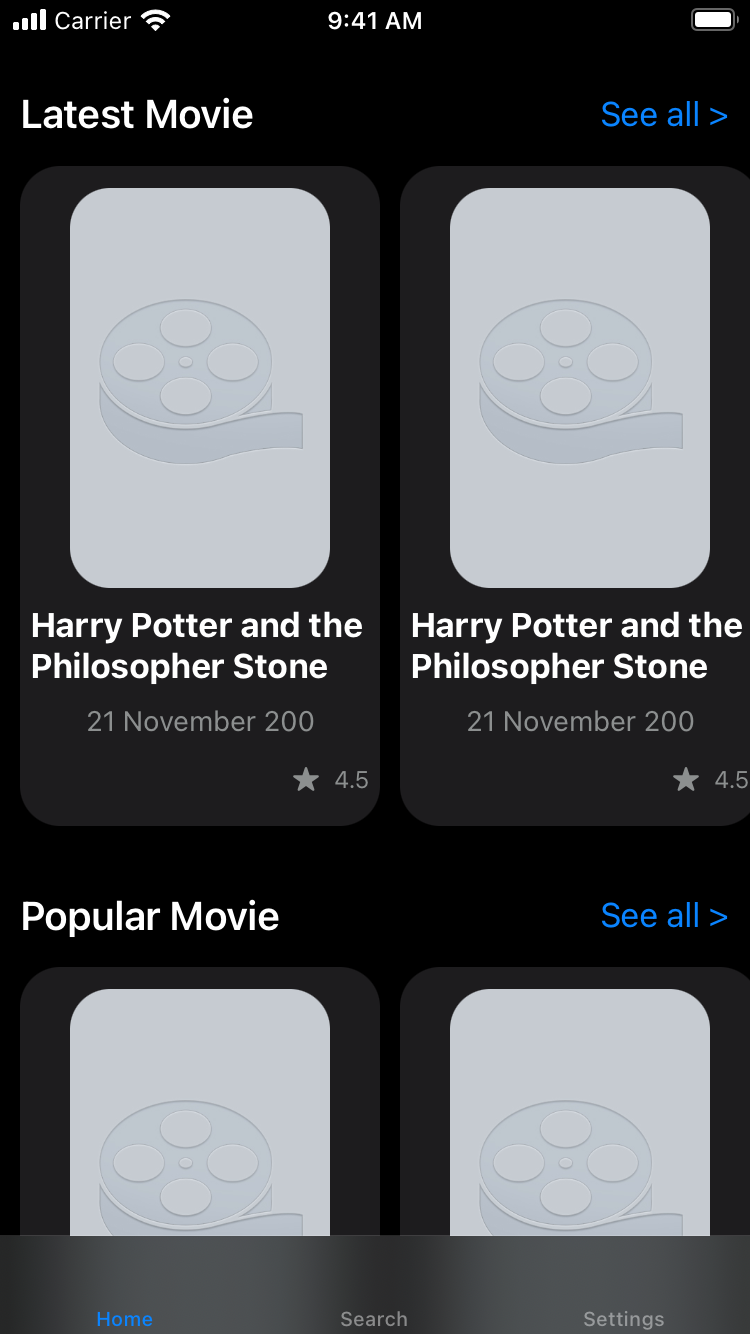 Carrier 9:41 AM
Latest Movie See all >
Harry Potter and the
Philosopher Stone
21 November 200
4.5
Harry Potter and the
Philosopher Stone
21 November 200
4.5
Popular Movie See all >
Home Search Settings